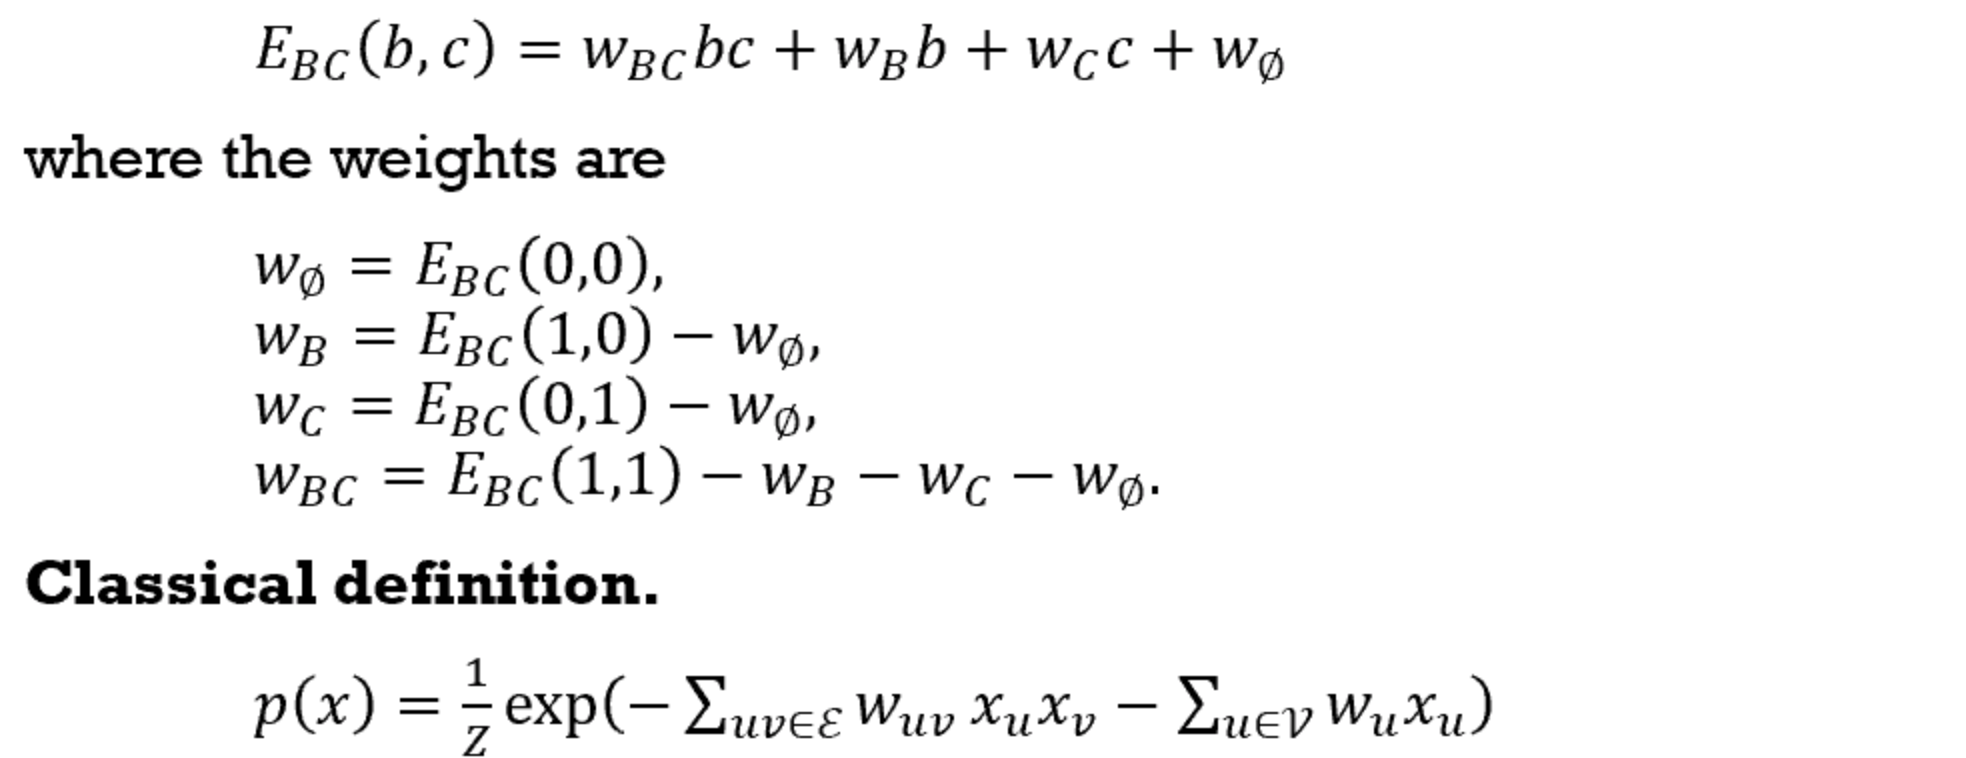 E_{BC}(b, c) = w_{BC}bc + w_B b + w_C c + w_∅
where the weights are
w_∅ = E_{BC}(0,0),
w_B = E_{BC}(1,0) − w_∅,
w_C = E_{BC}(0,1) − w_∅,
w_{BC} = E_{BC}(1,1) − w_B − w_C − w_∅.
Classical definition.
p(x) = \frac{1}{Z} exp(− ∑_{uv∈ℰ} w_{uv} x_u x_v − ∑_{u∈𝒱} w_u x_u)